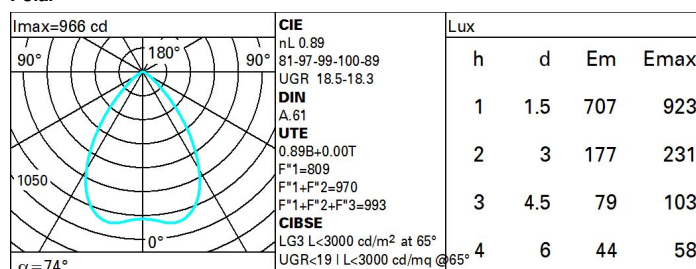 Imax=966 cd
90° 180° 90°
1050
0°
α=74°
CIE
nL 0.89
81-97-99-100-89
UGR 18.5-18.3
DIN
A.61
UTE
0.89B+0.00T
F"1=809
F"1+F"2=970
F"1+F"2+F"3=993
CIBSE
LG3 L<3000 cd/m² at 65°
UGR<19 | L<3000 cd/mq @65°
Lux
h d Em Emax
1 1.5 707 923
2 3 177 231
3 4.5 79 103
4 6 44 58